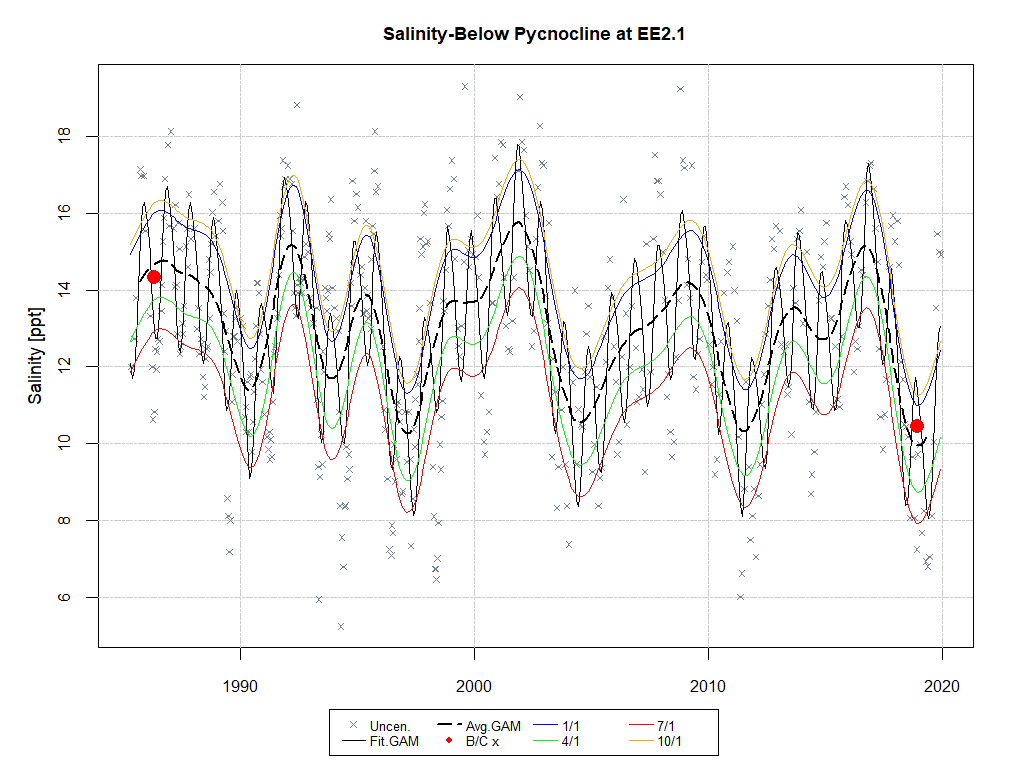 Salinity-Below Pycnocline at EE2.1
Salinity [ppt]
18
16
14
12
10
8
6
1990 2000 2010 2020
Uncen. Avg.GAM 1/1 7/1
Fit.GAM B/C x 4/1 10/1